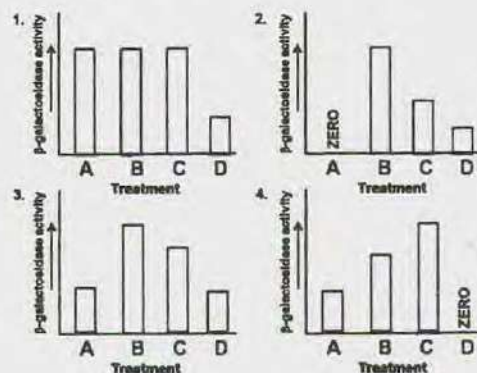 1.
β-galactosidase activity
A B C D
Treatment
2.
β-galactosidase activity
ZERO
A B C D
Treatment
3.
β-galactosidase activity
A B C D
Treatment
4.
β-galactosidase activity
ZERO
A B C D
Treatment